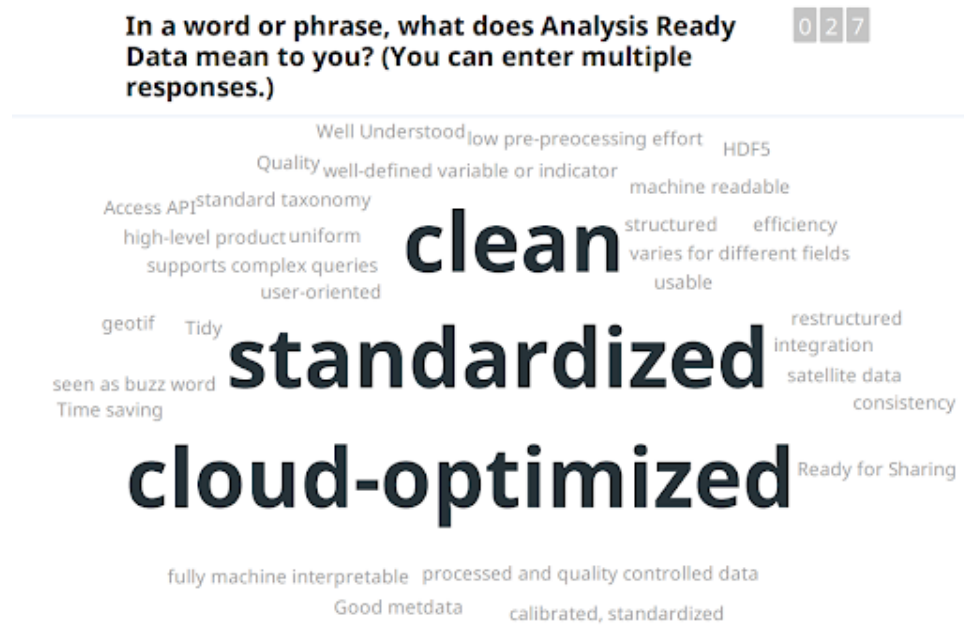 In a word or phrase, what does Analysis Ready
Data mean to you? (You can enter multiple
responses.)
027
Well Understood
low pre-preocessing effort
HDF5
Quality
well-defined variable or indicator
machine readable
Access API
standard taxonomy
clean
structured
efficiency
high-level product
uniform
varies for different fields
supports complex queries
usable
user-oriented
geotif
Tidy
standardized
restructured
integration
seen as buzz word
satellite data
Time saving
consistency
cloud-optimized
Ready for Sharing
fully machine interpretable
processed and quality controlled data
Good metdata
calibrated, standardized